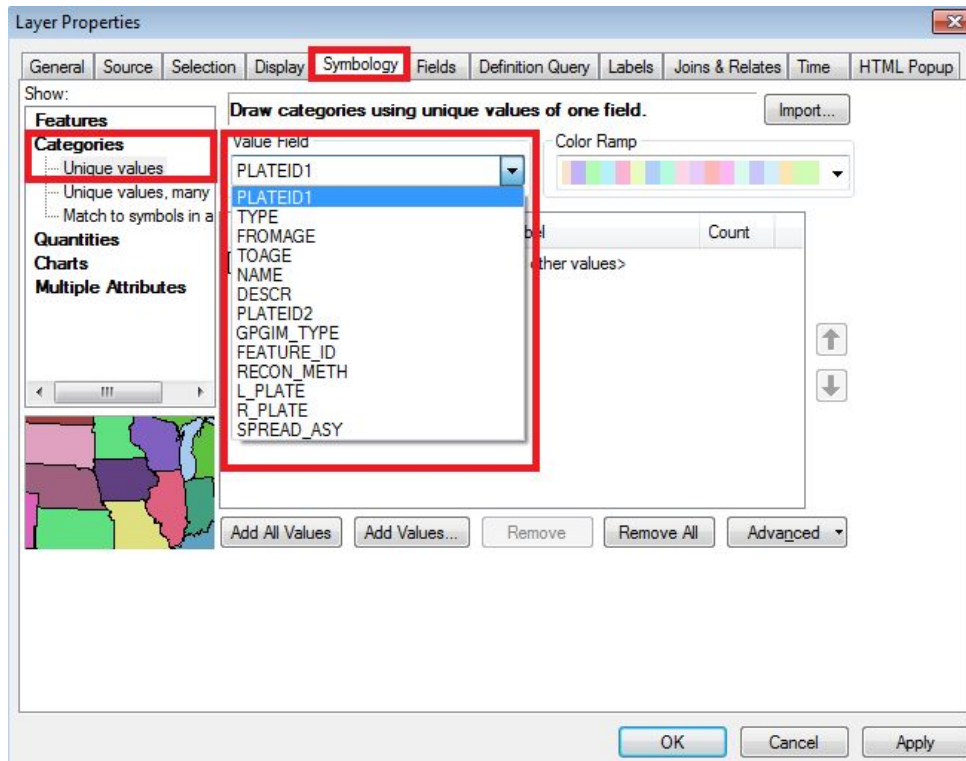 Layer Properties
General Source Selection Display Symbology Fields Definition Query Labels Joins & Relates Time HTML Popup
Show:
Features
Categories
Unique values
Unique values, many
Match to symbols in a
Quantities
Charts
Multiple Attributes
Draw categories using unique values of one field.
Import...
Value Field
PLATEID1
Color Ramp
PLATEID1
TYPE
FROMAGE
TOAGE
NAME
DESCR
PLATEID2
GPGIM_TYPE
FEATURE_ID
RECON_METH
L_PLATE
R_PLATE
SPREAD_ASY
Count
values>
Add All Values Add Values... Remove Remove All Advanced
OK Cancel Apply